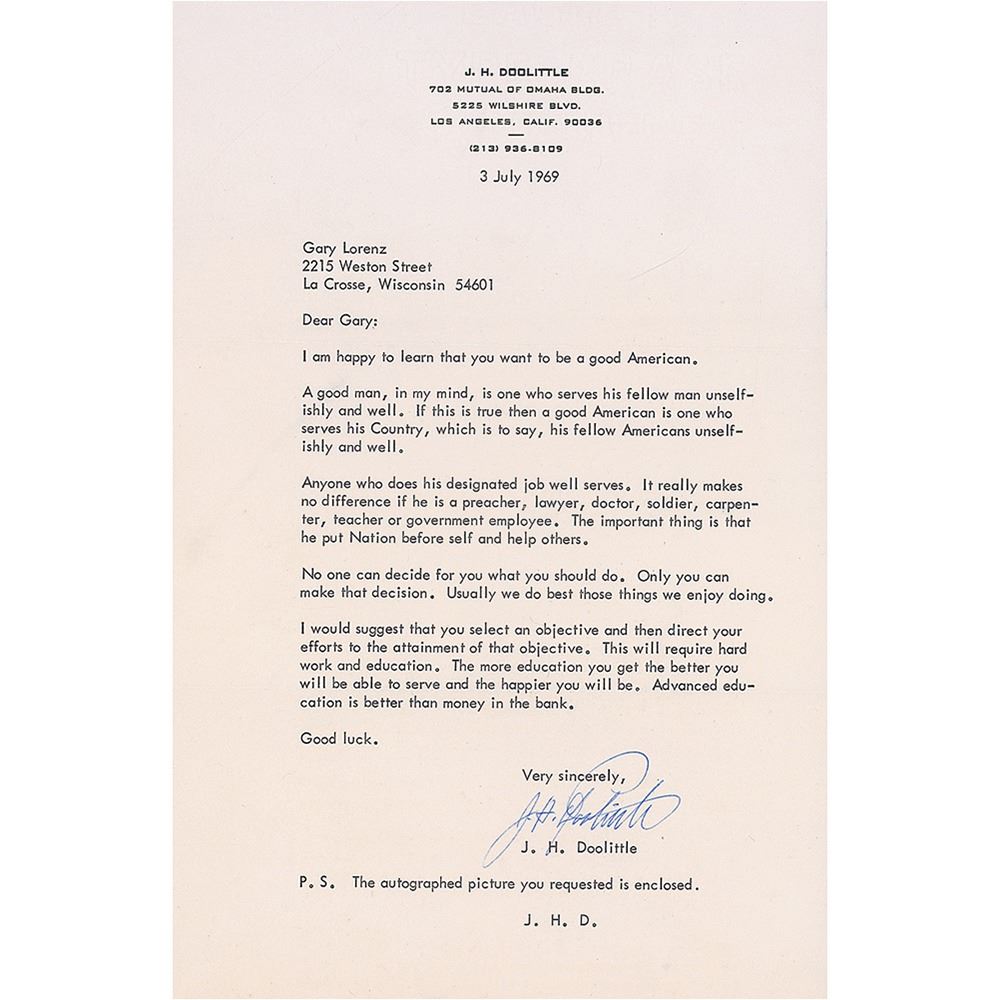 J. H. DOOLITTLE
702 MUTUAL OF OMAHA BLDG.
5225 WILSHIRE BLVD.
LOS ANGELES, CALIF. 90036
(213) 936-8109
3 July 1969
Gary Lorenz
2215 Weston Street
La Crosse, Wisconsin 54601
Dear Gary:
I am happy to learn that you want to be a good American.
A good man, in my mind, is one who serves his fellow man unself-
ishly and well. If this is true then a good American is one who
serves his Country, which is to say, his fellow Americans unself-
ishly and well.
Anyone who does his designated job well serves. It really makes
no difference if he is a preacher, lawyer, doctor, soldier, carpen-
ter, teacher or government employee. The important thing is that
he put Nation before self and help others.
No one can decide for you what you should do. Only you can
make that decision. Usually we do best those things we enjoy doing.
I would suggest that you select an objective and then direct your
efforts to the attainment of that objective. This will require hard
work and education. The more education you get the better you
will be able to serve and the happier you will be. Advanced edu-
cation is better than money in the bank.
Good luck.
Very sincerely,
J. H. Doolittle
J. H. Doolittle
P. S. The autographed picture you requested is enclosed.
J. H. D.